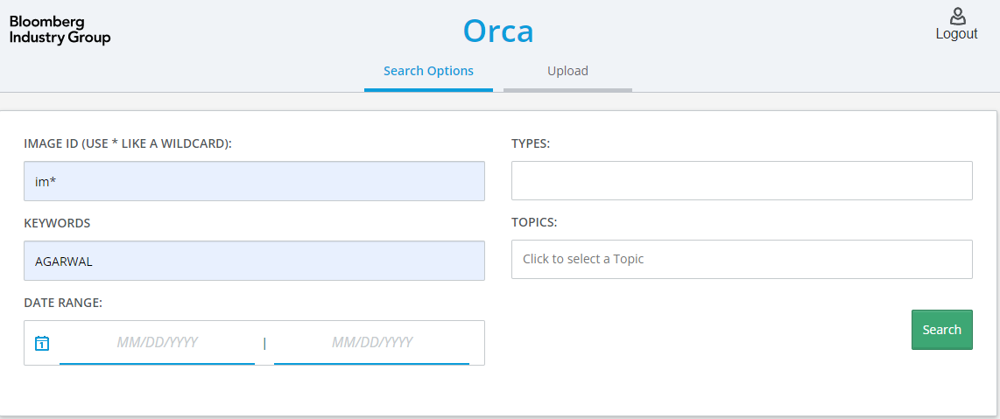 Bloomberg
Industry Group
Orca
Logout
Search Options
Upload
IMAGE ID (USE * LIKE A WILDCARD):
im*
KEYWORDS
AGARWAL
DATE RANGE:
1
MM/DD/YYYY | MM/DD/YYYY
TYPES:
TOPICS:
Click to select a Topic
Search